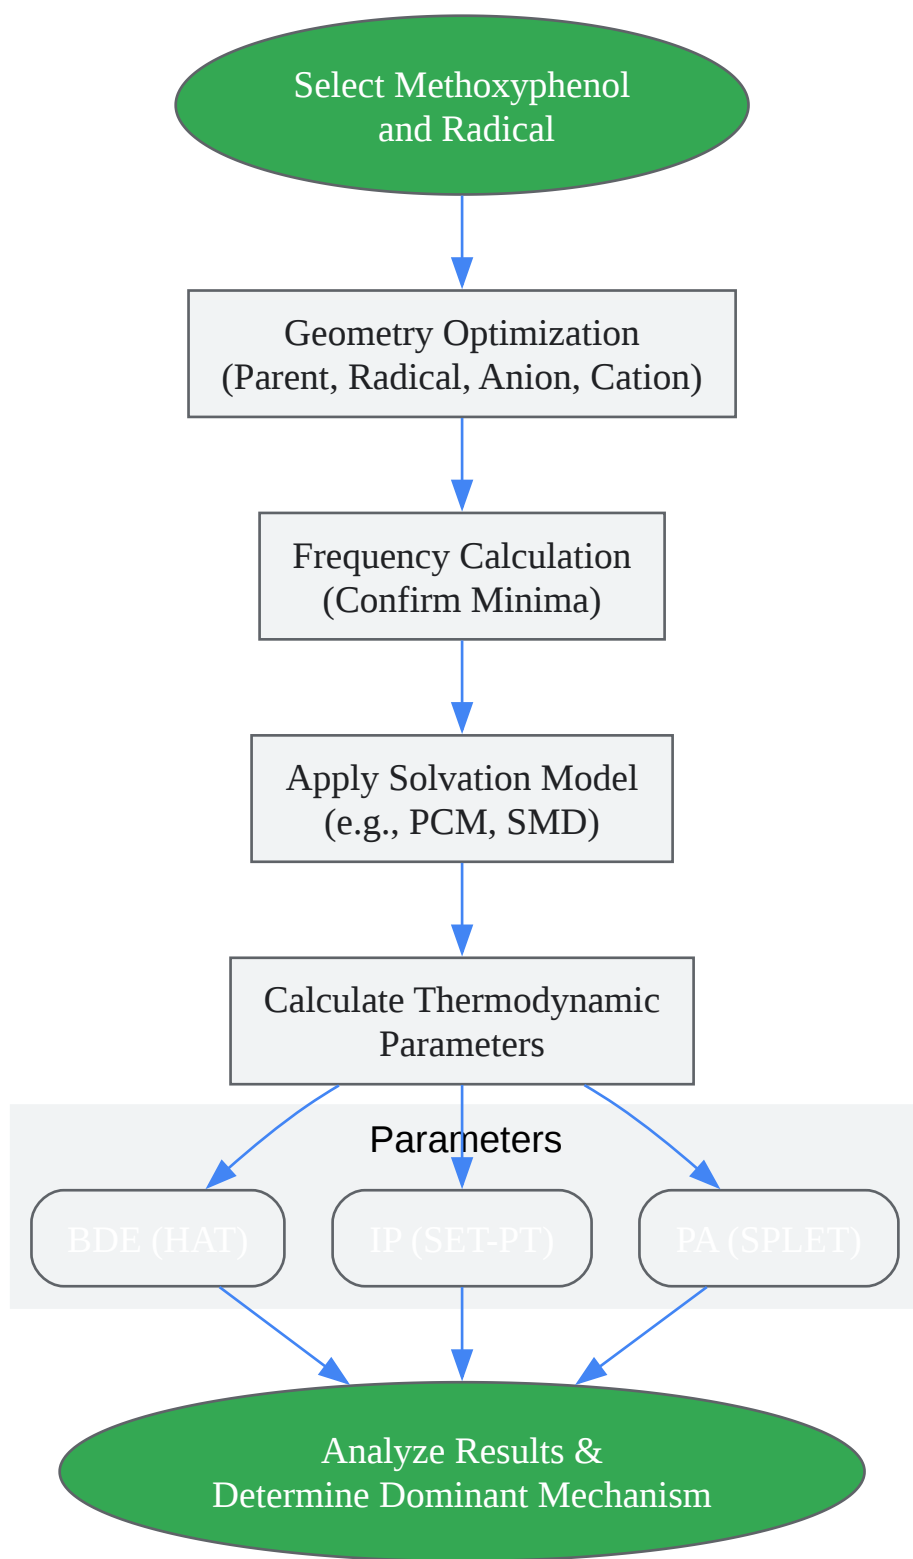 Select Methoxyphenol
and Radical
Geometry Optimization
(Parent, Radical, Anion, Cation)
Frequency Calculation
(Confirm Minima)
Apply Solvation Model
(e.g., PCM, SMD)
Calculate Thermodynamic
Parameters
Parameters
BDE (HAT)
IP (SET-PT)
PA (SPLET)
Analyze Results &
Determine Dominant Mechanism